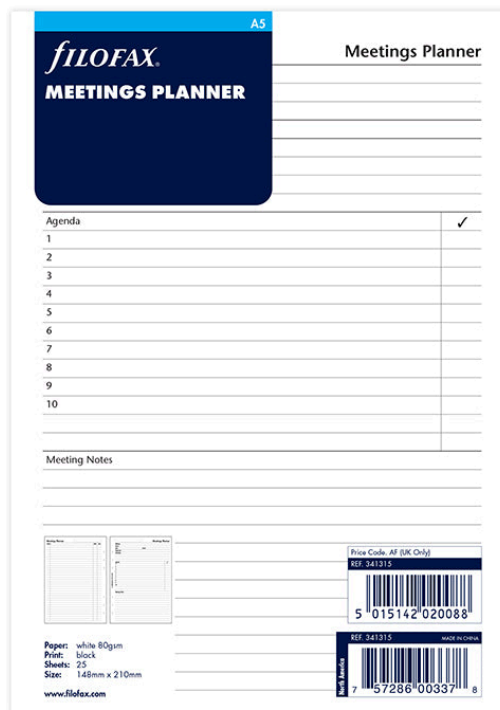 A5
FILOFAX®
MEETINGS PLANNER
Meetings Planner
Agenda ✓
1
2
3
4
5
6
7
8
9
10
Meeting Notes
Price Code. AF (UK Only)
REF. 341315
5 015142 020088
REF. 341315 MADE IN CHINA
North America
7 57286 00337 8
Paper: white 80gsm
Print: black
Sheets: 25
Size: 148mm x 210mm
www.filofax.com